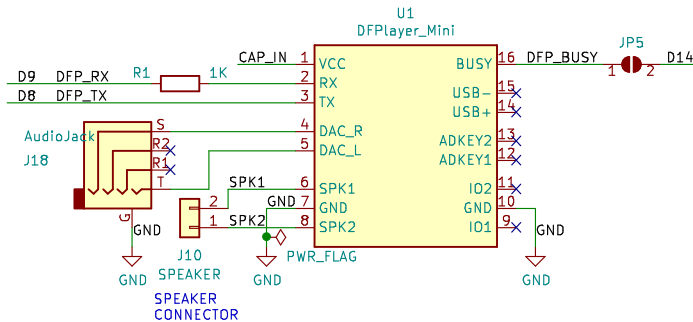 U1
DFPlayer_Mini
CAP_IN
1
VCC
BUSY
16
DFP_BUSY
JP5
1
2
D14
D9
DFP_RX
R1
1K
2
RX
D8
DFP_TX
3
TX
USB-
15
USB+
14
AudioJack
J18
S
R2
R1
T
G
4
DAC_R
5
DAC_L
ADKEY2
13
ADKEY1
12
SPK1
6
SPK1
IO2
11
2
GND
7
GND
GND
10
1
SPK2
8
SPK2
IO1
9
GND
GND
J10
SPEAKER
PWR_FLAG
GND
GND
GND
SPEAKER
CONNECTOR